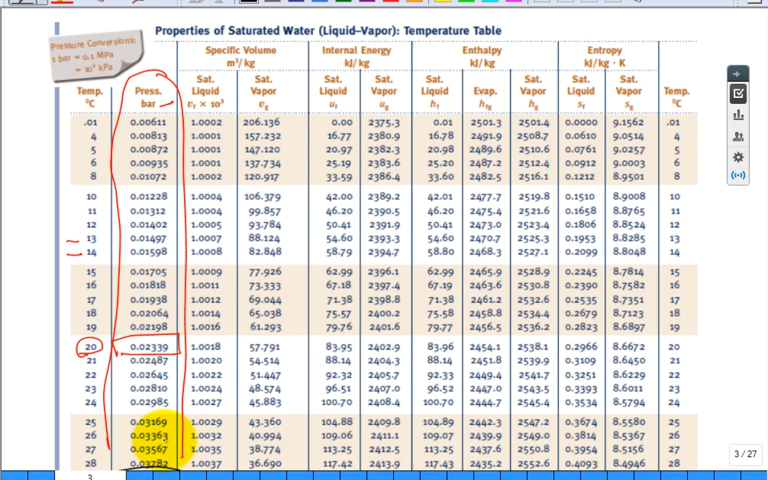 Properties of Saturated Water (Liquid–Vapor): Temperature Table
Pressure Conversions:
1 bar = 0.1 MPa
= 10² kPa
Specific Volume Internal Energy Enthalpy Entropy
m³/kg kJ/kg kJ/kg kJ/kg · K
Sat. Sat. Sat. Sat. Sat. Sat. Sat. Sat.
Temp. Press. Liquid Vapor Liquid Vapor Liquid Evap. Vapor Liquid Vapor Temp.
°C bar vf × 10³ vg uf ug hf hfg hg sf sg °C
.01 0.00611 1.0002 206.136 0.00 2375.3 0.01 2501.3 2501.4 0.0000 9.1562 .01
4 0.00813 1.0001 157.232 16.77 2380.9 16.78 2491.9 2508.7 0.0610 9.0514 4
5 0.00872 1.0001 147.120 20.97 2382.3 20.98 2489.6 2510.6 0.0761 9.0257 5
6 0.00935 1.0001 137.734 25.19 2383.6 25.20 2487.2 2512.4 0.0912 9.0003 6
8 0.01072 1.0002 120.917 33.59 2386.4 33.60 2482.5 2516.1 0.1212 8.9501 8
10 0.01228 1.0004 106.379 42.00 2389.2 42.01 2477.7 2519.8 0.1510 8.9008 10
11 0.01312 1.0004 99.857 46.20 2390.5 46.20 2475.4 2521.6 0.1658 8.8765 11
12 0.01402 1.0005 93.784 50.41 2391.9 50.41 2473.0 2523.4 0.1806 8.8524 12
13 0.01497 1.0007 88.124 54.60 2393.3 54.60 2470.7 2525.3 0.1953 8.8285 13
14 0.01598 1.0008 82.848 58.79 2394.7 58.80 2468.3 2527.1 0.2099 8.8048 14
15 0.01705 1.0009 77.926 62.99 2396.1 62.99 2465.9 2528.9 0.2245 8.7814 15
16 0.01818 1.0011 73.333 67.18 2397.4 67.19 2463.6 2530.8 0.2390 8.7582 16
17 0.01938 1.0012 69.044 71.38 2398.8 71.38 2461.2 2532.6 0.2535 8.7351 17
18 0.02064 1.0014 65.038 75.57 2400.2 75.58 2458.8 2534.4 0.2679 8.7123 18
19 0.02198 1.0016 61.293 79.76 2401.6 79.77 2456.5 2536.2 0.2823 8.6897 19
20 0.02339 1.0018 57.791 83.95 2402.9 83.96 2454.1 2538.1 0.2966 8.6672 20
21 0.02487 1.0020 54.514 88.14 2404.3 88.14 2451.8 2539.9 0.3109 8.6450 21
22 0.02645 1.0022 51.447 92.32 2405.7 92.33 2449.4 2541.7 0.3251 8.6229 22
23 0.02810 1.0024 48.574 96.51 2407.0 96.52 2447.0 2543.5 0.3393 8.6011 23
24 0.02985 1.0027 45.883 100.70 2408.4 100.70 2444.7 2545.4 0.3534 8.5794 24
25 0.03169 1.0029 43.360 104.88 2409.8 104.89 2442.3 2547.2 0.3674 8.5580 25
26 0.03363 1.0032 40.994 109.06 2411.1 109.07 2439.9 2549.0 0.3814 8.5367 26
27 0.03567 1.0035 38.774 113.25 2412.5 113.25 2437.6 2550.8 0.3954 8.5156 27
28 0.03782 1.0037 36.690 117.42 2413.9 117.43 2435.2 2552.6 0.4093 8.4946 28
3 / 27
3